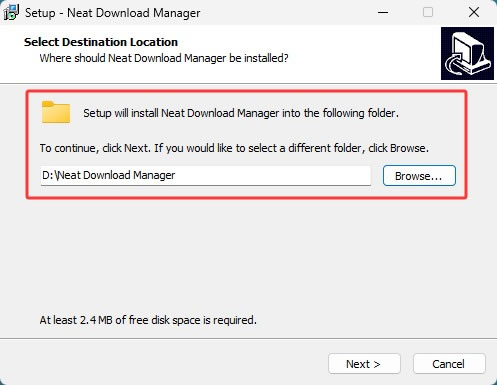 Setup - Neat Download Manager
Select Destination Location
Where should Neat Download Manager be installed?
Setup will install Neat Download Manager into the following folder.
To continue, click Next. If you would like to select a different folder, click Browse.
D:\Neat Download Manager
Browse...
At least 2.4 MB of free disk space is required.
Next >
Cancel